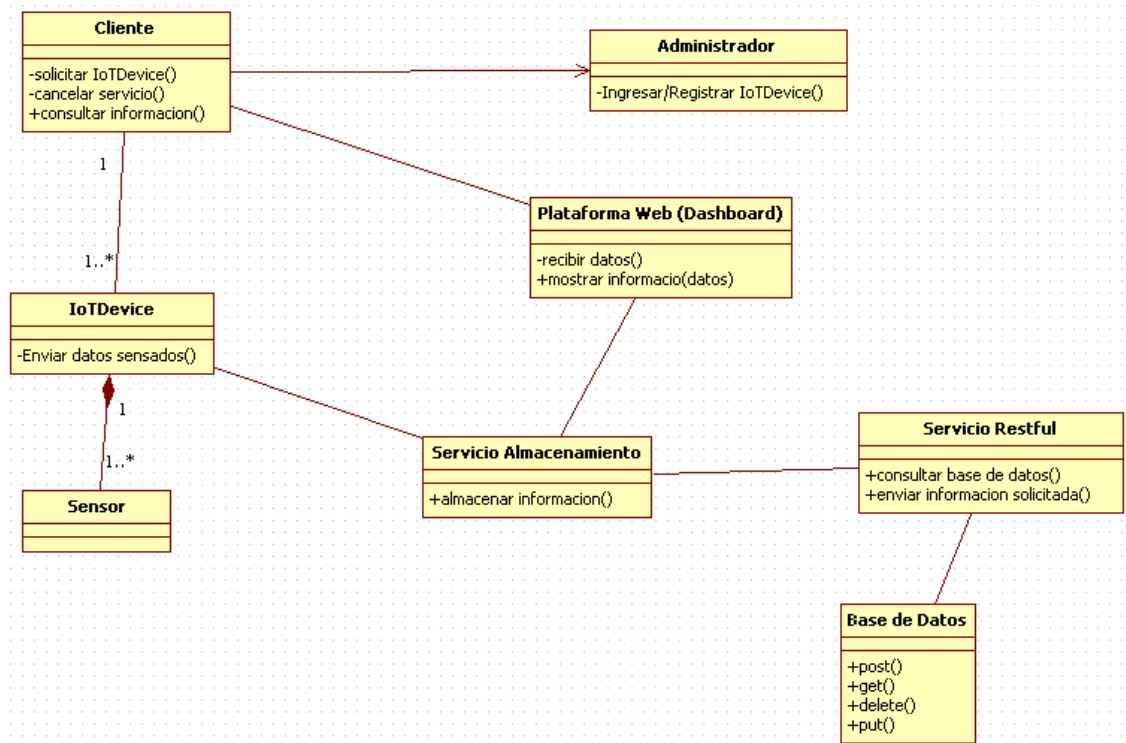 Cliente
-solicitar IoTDevice()
-cancelar servicio()
+consultar informacion()
Administrador
-Ingresar/Registrar IoTDevice()
1
1..*
Plataforma Web (Dashboard)
-recibir datos()
+mostrar informacio(datos)
IoTDevice
-Enviar datos sensados()
1
1..*
Sensor
Servicio Almacenamiento
+almacenar informacion()
Servicio Restful
+consultar base de datos()
+enviar informacion solicitada()
Base de Datos
+post()
+get()
+delete()
+put()